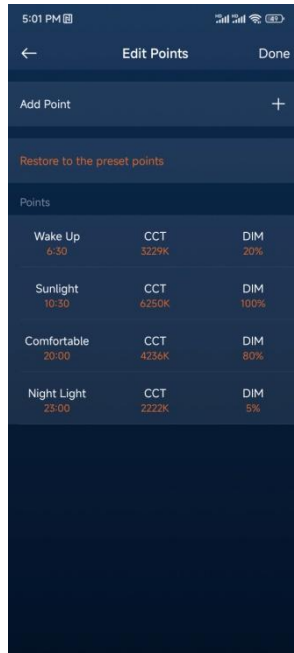 5:01 PM
Edit Points
Done
Add Point
+
Restore to the preset points
Points
Wake Up CCT DIM
6:30 3229K 20%
Sunlight CCT DIM
10:30 6250K 100%
Comfortable CCT DIM
20:00 4236K 80%
Night Light CCT DIM
23:00 2222K 5%